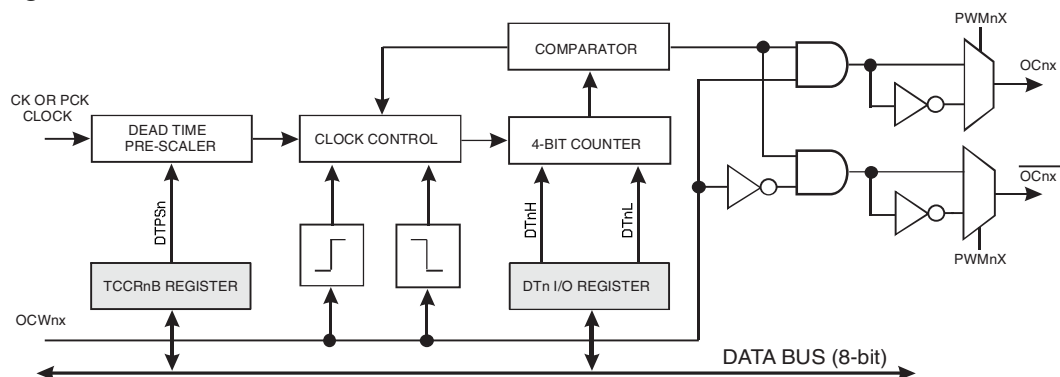 PWMnX
COMPARATOR
OCnx
CK OR PCK
CLOCK
DEAD TIME
PRE-SCALER
CLOCK CONTROL
4-BIT COUNTER
OCnx
DTPSn
DTnH
DTnL
PWMnX
TCCRnB REGISTER
DTn I/O REGISTER
OCWnx
DATA BUS (8-bit)